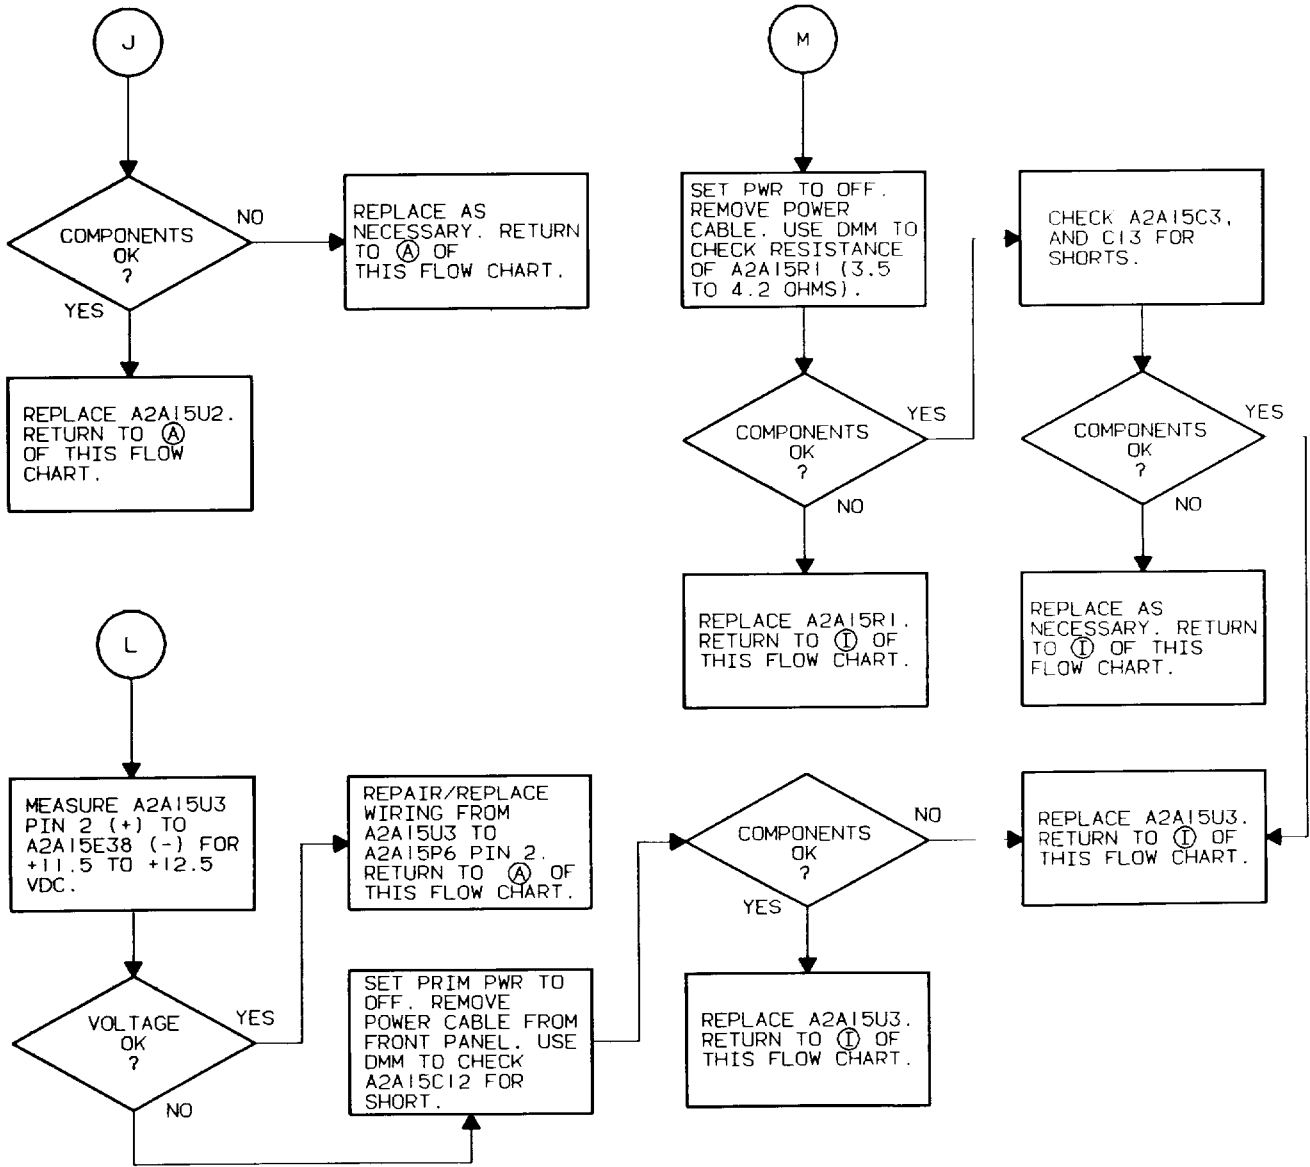 J
COMPONENTS
OK
?
NO
YES
REPLACE AS
NECESSARY. RETURN
TO Ⓐ OF
THIS FLOW CHART.
REPLACE A2A15U2.
RETURN TO Ⓐ
OF THIS FLOW
CHART.
M
SET PWR TO OFF.
REMOVE POWER
CABLE. USE DMM TO
CHECK RESISTANCE
OF A2A15R1 (3.5
TO 4.2 OHMS).
COMPONENTS
OK
?
YES
NO
REPLACE A2A15R1.
RETURN TO Ⓘ OF
THIS FLOW CHART.
CHECK A2A15C3,
AND C13 FOR
SHORTS.
COMPONENTS
OK
?
YES
NO
REPLACE AS
NECESSARY. RETURN
TO Ⓘ OF THIS
FLOW CHART.
L
MEASURE A2A15U3
PIN 2 (+) TO
A2A15E38 (-) FOR
+11.5 TO +12.5
VDC.
VOLTAGE
OK
?
YES
NO
REPAIR/REPLACE
WIRING FROM
A2A15U3 TO
A2A15P6 PIN 2.
RETURN TO Ⓐ OF
THIS FLOW CHART.
SET PRIM PWR TO
OFF. REMOVE
POWER CABLE FROM
FRONT PANEL. USE
DMM TO CHECK
A2A15C12 FOR
SHORT.
COMPONENTS
OK
?
NO
YES
REPLACE A2A15U3.
RETURN TO Ⓘ OF
THIS FLOW CHART.
REPLACE A2A15U3.
RETURN TO Ⓘ OF
THIS FLOW CHART.